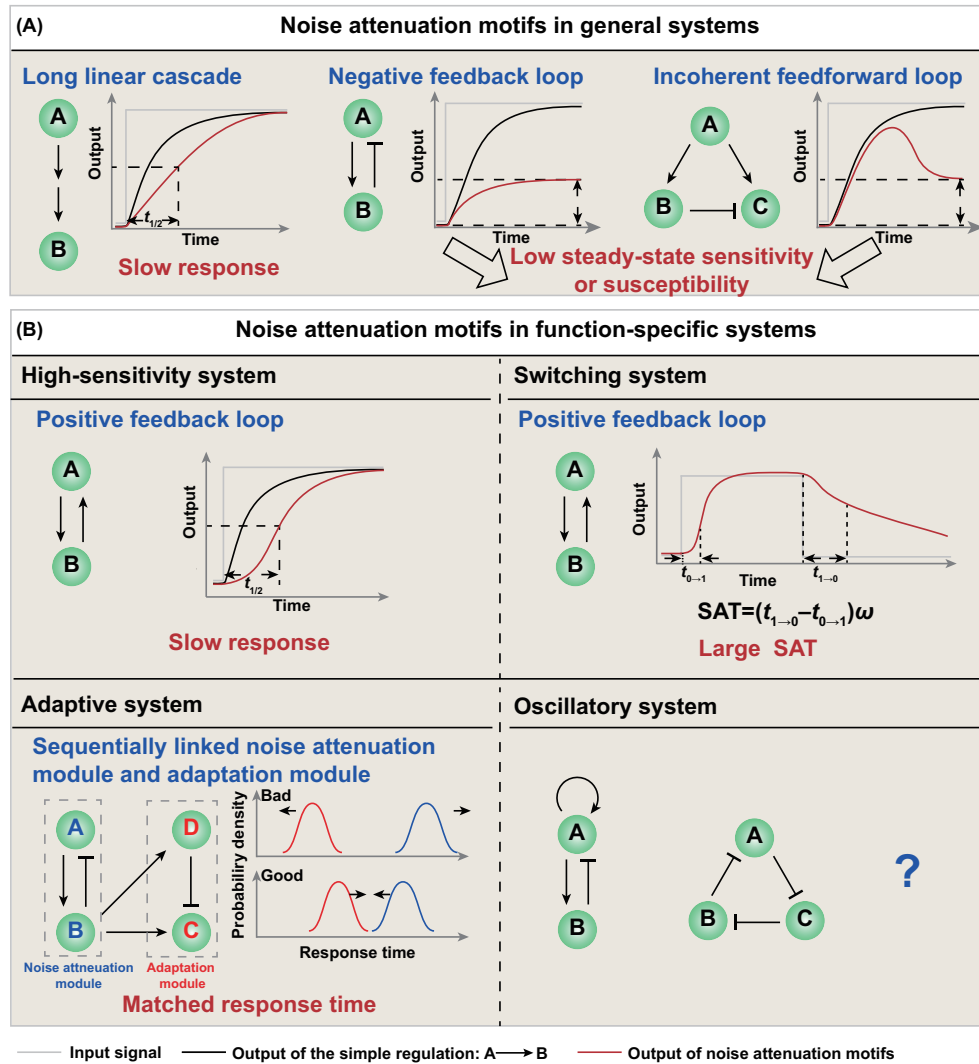 (A)
Noise attenuation motifs in general systems
Long linear cascade
A
B
Output
t1/2
Time
Slow response
Negative feedback loop
A
B
Output
Time
Incoherent feedforward loop
A
B
C
Output
Time
Low steady-state sensitivity
or susceptibility
(B)
Noise attenuation motifs in function-specific systems
High-sensitivity system
Positive feedback loop
A
B
Output
t1/2
Time
Slow response
Switching system
Positive feedback loop
A
B
Output
t0→1
Time
t1→0
SAT=(t1→0–t0→1)ω
Large SAT
Adaptive system
Sequentially linked noise attenuation
module and adaptation module
A
B
D
C
Noise attneuation
module
Adaptation
module
Probabiliry density
Bad
Good
Response time
Matched response time
Oscillatory system
A
B
A
B
C
?
Input signal
Output of the simple regulation: A→B
Output of noise attenuation motifs